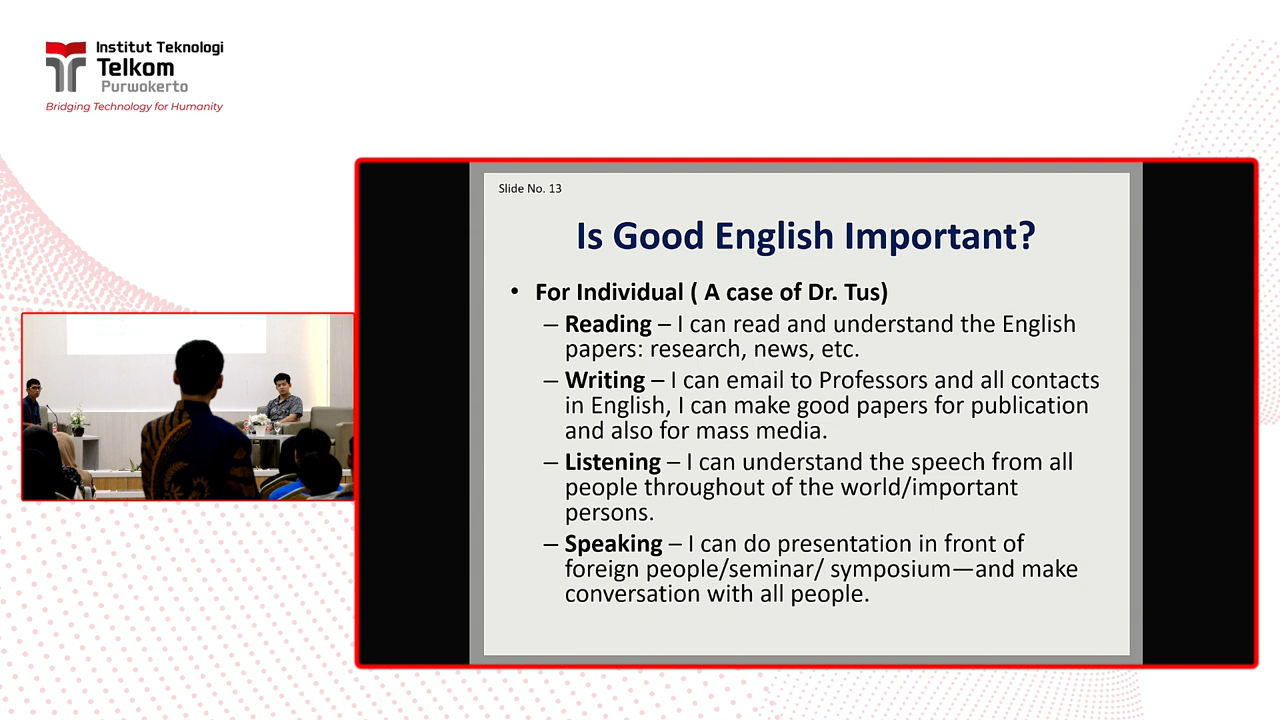 Institut Teknologi
Telkom
Purwokerto
Bridging Technology for Humanity
Slide No. 13
Is Good English Important?
• For Individual ( A case of Dr. Tus)
– Reading – I can read and understand the English
papers: research, news, etc.
– Writing – I can email to Professors and all contacts
in English, I can make good papers for publication
and also for mass media.
– Listening – I can understand the speech from all
people throughout of the world/important
persons.
– Speaking – I can do presentation in front of
foreign people/seminar/ symposium—and make
conversation with all people.